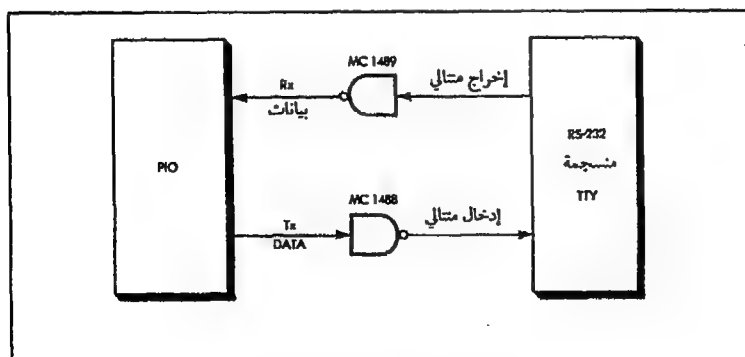 MC 1489
إخراج متتالي
Rx
بيانات
RS-232
منسجمة
TTY
PIO
MC 1488
إدخال متتالي
Tx
DATA